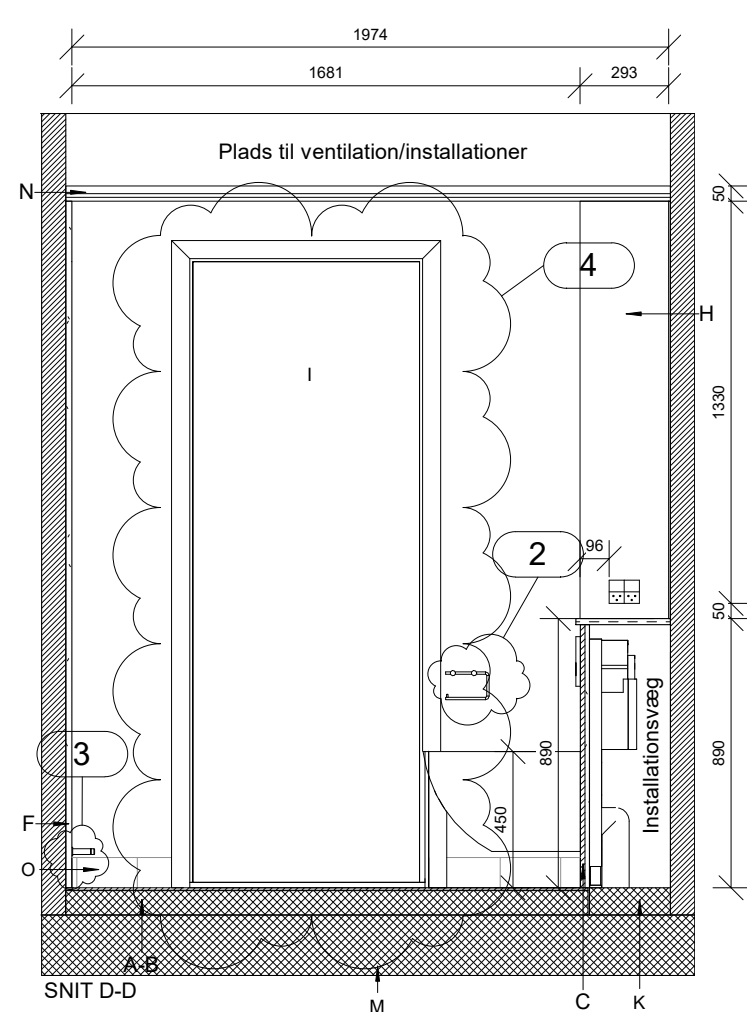 1974
1681
293
Plads til ventilation/installationer
N
50
4
H
I
1330
2
96
50
3
890
Installationsvæg
890
450
F
O
A-B
SNIT D-D
M
C
K